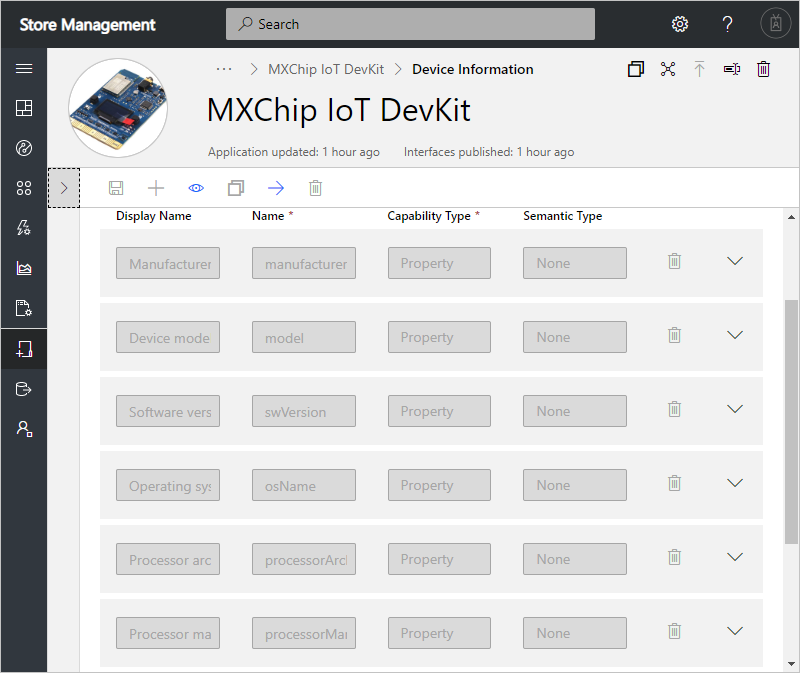 Store Management
Search
?
··· > MXChip IoT DevKit > Device Information
MXChip IoT DevKit
Application updated: 1 hour ago Interfaces published: 1 hour ago
Display Name Name * Capability Type * Semantic Type
Manufacturer manufacturer Property None
Device mode model Property None
Software vers swVersion Property None
Operating sys osName Property None
Processor arc processorArcl Property None
Processor ma processorMar Property None